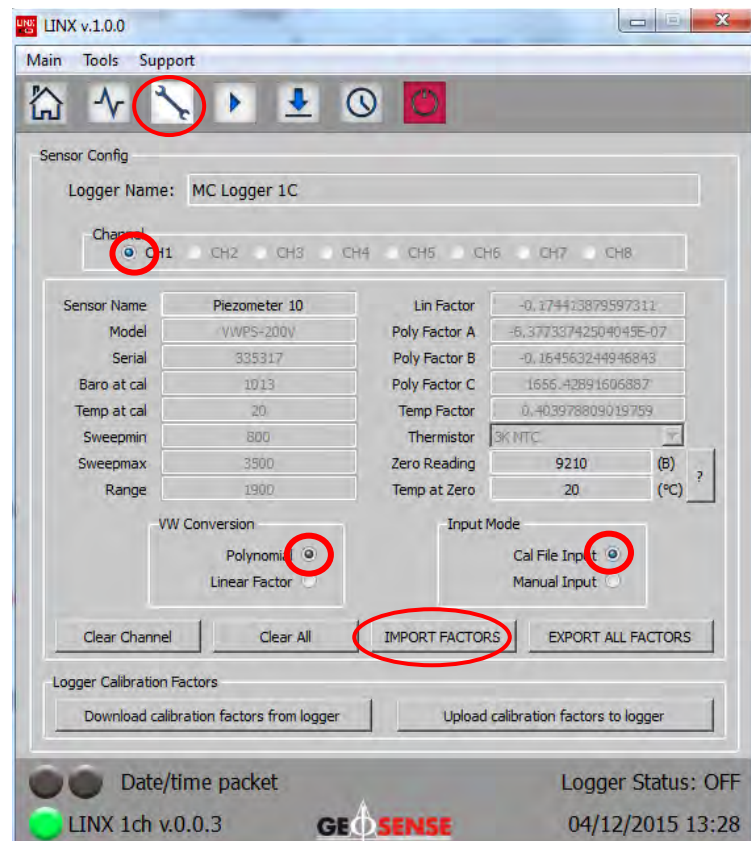 LINX v.1.0.0
Main Tools Support
Sensor Config
Logger Name: MC Logger 1C
Channel
CH1 CH2 CH3 CH4 CH5 CH6 CH7 CH8
Sensor Name Piezometer 10 Lin Factor -0.174413879597311
Model VWPS-200V Poly Factor A -6.37733742504045E-07
Serial 335317 Poly Factor B -0.164563244946843
Baro at cal 1013 Poly Factor C 1656.42891606887
Temp at cal 20 Temp Factor 0.403978809019759
Sweepmin 800 Thermistor 3K NTC
Sweepmax 3500 Zero Reading 9210 (B) ?
Range 1900 Temp at Zero 20 (°C)
VW Conversion Input Mode
Polynomial Cal File Input
Linear Factor Manual Input
Clear Channel Clear All IMPORT FACTORS EXPORT ALL FACTORS
Logger Calibration Factors
Download calibration factors from logger Upload calibration factors to logger
Date/time packet Logger Status: OFF
LINX 1ch v.0.0.3 GEOSENSE 04/12/2015 13:28